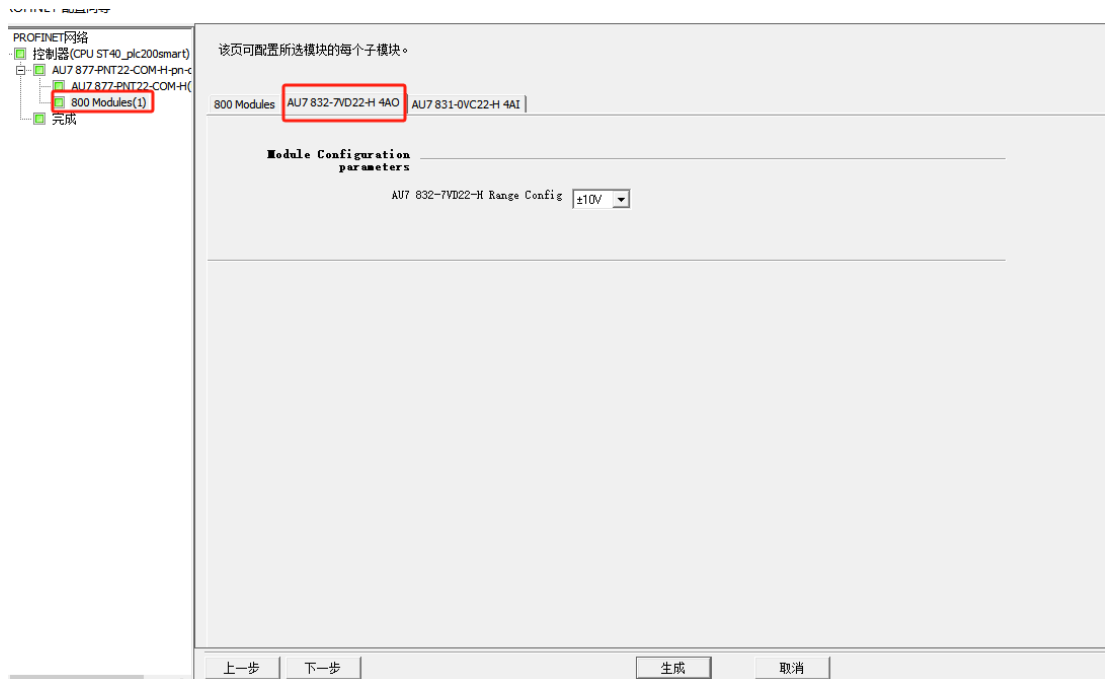 PROFINET网络
控制器(CPU ST40_plc200smart)
AU7 877-PNT22-COM-H-pn-c
AU7 877-PNT22-COM-H(
800 Modules(1)
完成
该页可配置所选模块的每个子模块。
800 Modules AU7 832-7VD22-H 4AO AU7 831-0VC22-H 4AI
Module Configuration
parameters
AU7 832-7VD22-H Range Config ±10V
上一步 下一步 生成 取消